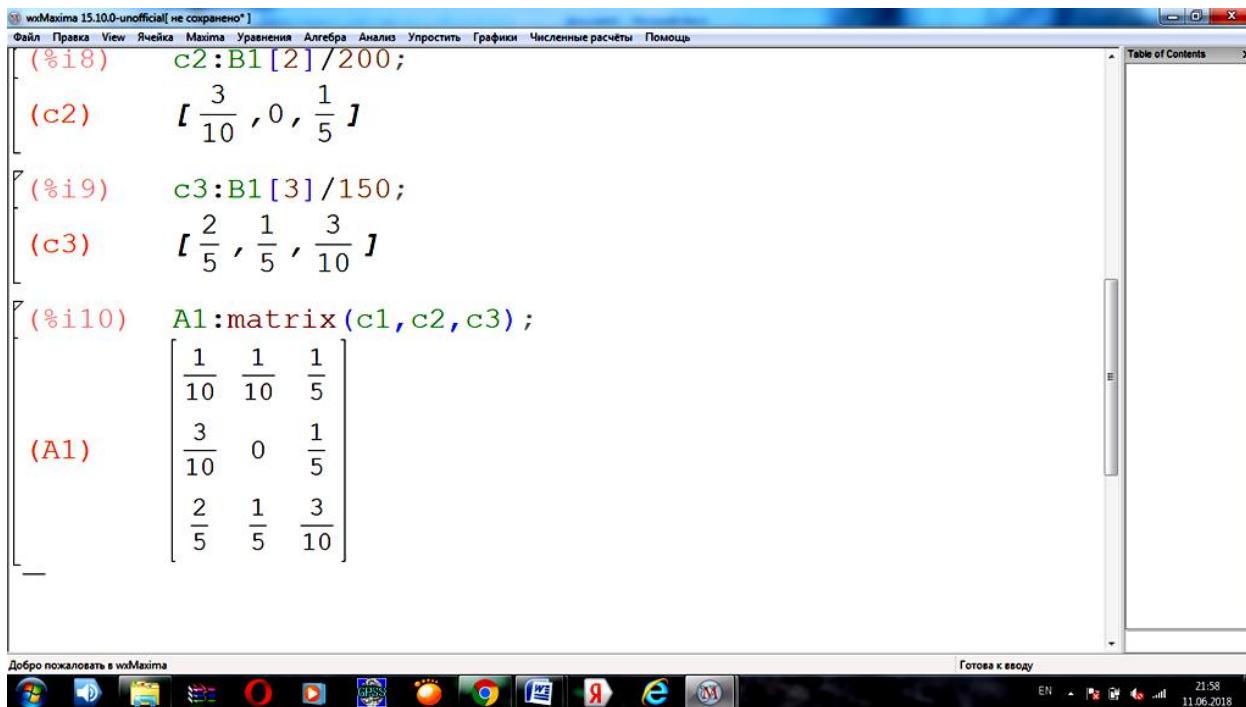 wxMaxima 15.10.0-unofficial[ не сохранено* ]
Файл Правка View Ячейка Maxima Уравнения Алгебра Анализ Упростить Графики Численные расчёты Помощь
Table of Contents
(%i8) c2:B1[2]/200;
(c2) [3/10,0,1/5]
(%i9) c3:B1[3]/150;
(c3) [2/5,1/5,3/10]
(%i10) A1:matrix(c1,c2,c3);
1/10 1/10 1/5
(A1) 3/10 0 1/5
2/5 1/5 3/10
Добро пожаловать в wxMaxima Готова к вводу
GPSS W Я e M EN 21:58
11.06.2018